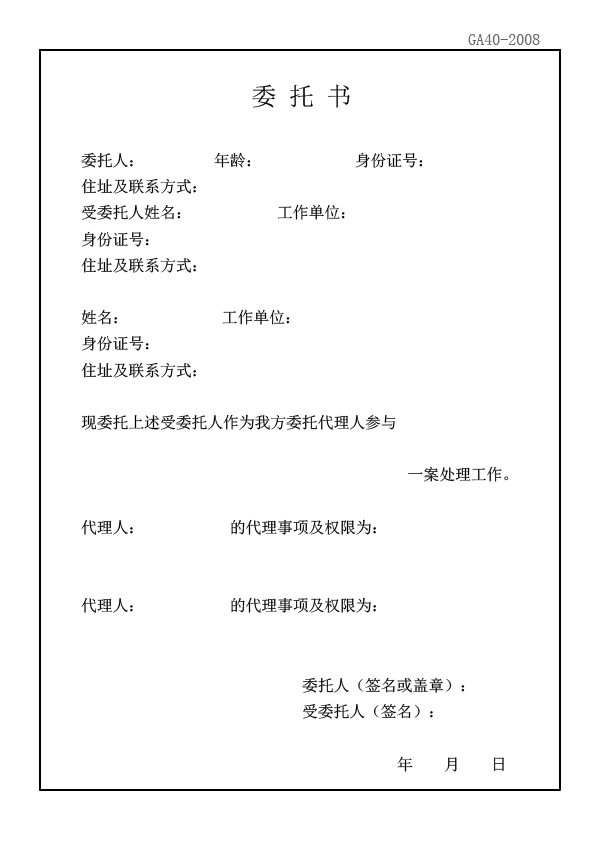 GA40-2008
委 托 书
委托人： 年龄： 身份证号：
住址及联系方式：
受委托人姓名： 工作单位：
身份证号：
住址及联系方式：
姓名： 工作单位：
身份证号：
住址及联系方式：
现委托上述受委托人作为我方委托代理人参与
一案处理工作。
代理人： 的代理事项及权限为：
代理人： 的代理事项及权限为：
委托人（签名或盖章）：
受委托人（签名）：
年 月 日